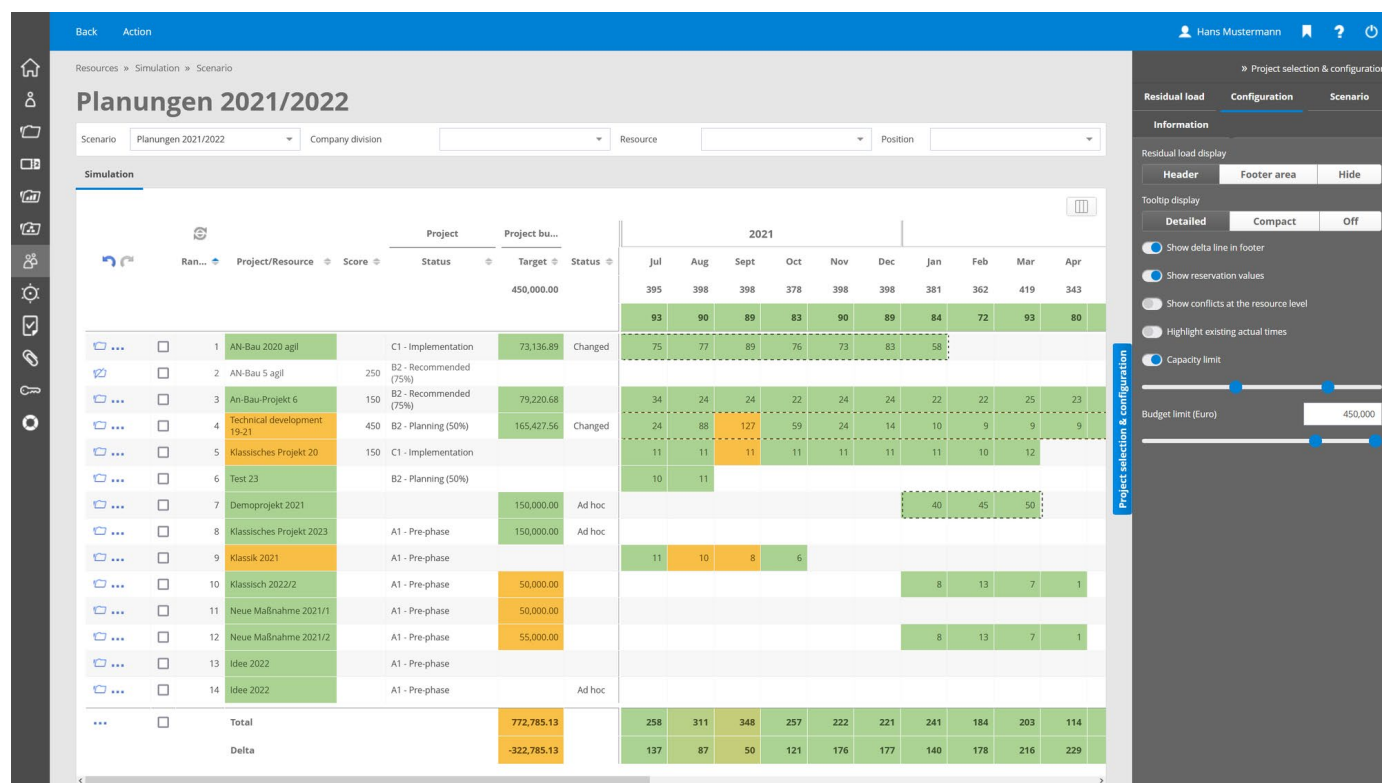 Back Action Hans Mustermann ?
Resources » Simulation » Scenario » Project selection & configuration
Planungen 2021/2022
Residual load Configuration Scenario
Information
Scenario Planungen 2021/2022 Company division Resource Position
Residual load display
Header Footer area Hide
Tooltip display
Detailed Compact Off
Show delta line in footer
Show reservation values
Show conflicts at the resource level
Highlight existing actual times
Capacity limit
Budget limit (Euro) 450,000
Project selection & configuration
Simulation
Project Project bu... 2021
Ran... Project/Resource Score Status Target Status Jul Aug Sept Oct Nov Dec Jan Feb Mar Apr
450,000.00 395 398 398 378 398 398 381 362 419 343
93 90 89 83 90 89 84 72 93 80
... 1 AN-Bau 2020 agil C1 - Implementation 73,136.89 Changed 75 77 89 76 73 83 58
2 AN-Bau 5 agil 250 B2 - Recommended
(75%)
... 3 An-Bau-Projekt 6 150 B2 - Recommended
(75%) 79,220.68 34 24 24 22 24 24 22 22 25 23
... 4 Technical development
19-21 450 B2 - Planning (50%) 165,427.56 Changed 24 88 127 59 24 14 10 9 9 9
... 5 Klassisches Projekt 20 150 C1 - Implementation 11 11 11 11 11 11 11 10 12
... 6 Test 23 B2 - Planning (50%) 10 11
... 7 Demoprojekt 2021 150,000.00 Ad hoc 40 45 50
... 8 Klassisches Projekt 2023 A1 - Pre-phase 150,000.00 Ad hoc
... 9 Klassik 2021 A1 - Pre-phase 11 10 8 6
... 10 Klassisch 2022/2 A1 - Pre-phase 50,000.00 8 13 7 1
... 11 Neue Maßnahme 2021/1 A1 - Pre-phase 50,000.00
... 12 Neue Maßnahme 2021/2 A1 - Pre-phase 55,000.00 8 13 7 1
... 13 Idee 2022 A1 - Pre-phase
... 14 Idee 2022 A1 - Pre-phase Ad hoc
... Total 772,785.13 258 311 348 257 222 221 241 184 203 114
Delta -322,785.13 137 87 50 121 176 177 140 178 216 229